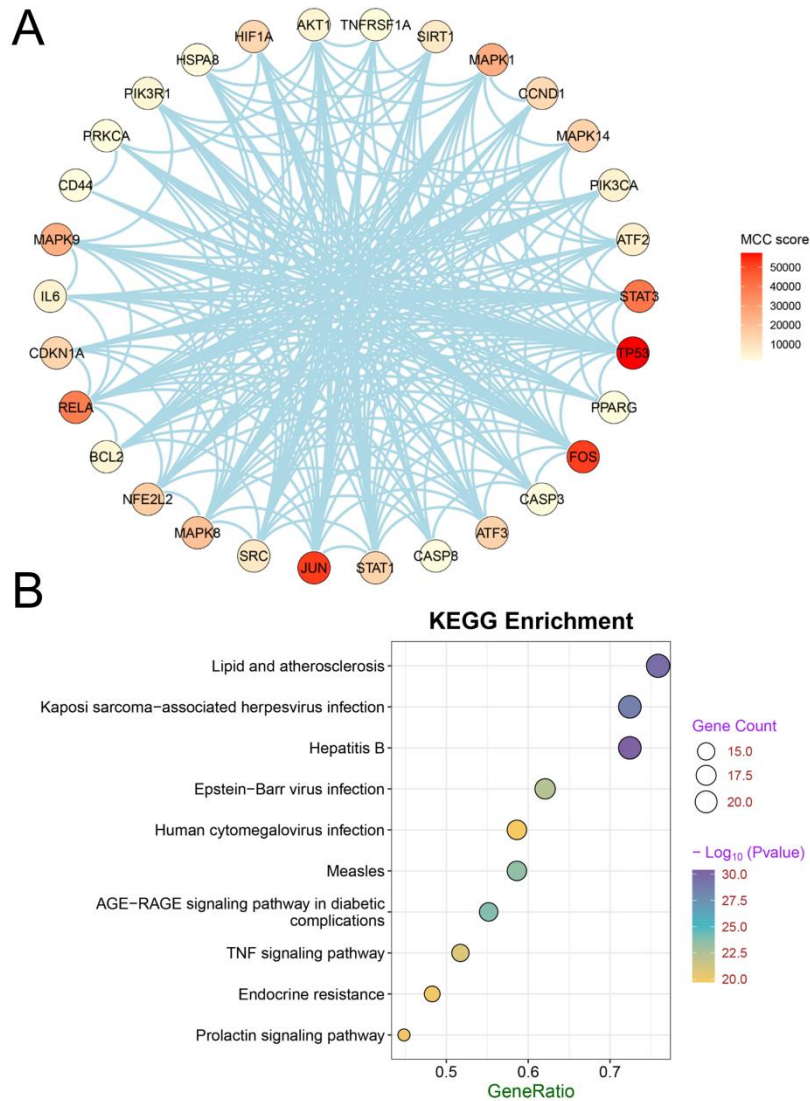 A
AKT1
TNFRSF1A
HIF1A
SIRT1
HSPA8
MAPK1
PIK3R1
CCND1
PRKCA
MAPK14
CD44
PIK3CA
MAPK9
ATF2
IL6
STAT3
CDKN1A
TP53
RELA
PPARG
BCL2
FOS
NFE2L2
CASP3
MAPK8
ATF3
SRC
CASP8
JUN
STAT1
MCC score
50000
40000
30000
20000
10000
B
KEGG Enrichment
Lipid and atherosclerosis
Kaposi sarcoma−associated herpesvirus infection
Hepatitis B
Epstein−Barr virus infection
Human cytomegalovirus infection
Measles
AGE−RAGE signaling pathway in diabetic
complications
TNF signaling pathway
Endocrine resistance
Prolactin signaling pathway
0.5 0.6 0.7
GeneRatio
Gene Count
15.0
17.5
20.0
− Log₁₀ (Pvalue)
30.0
27.5
25.0
22.5
20.0